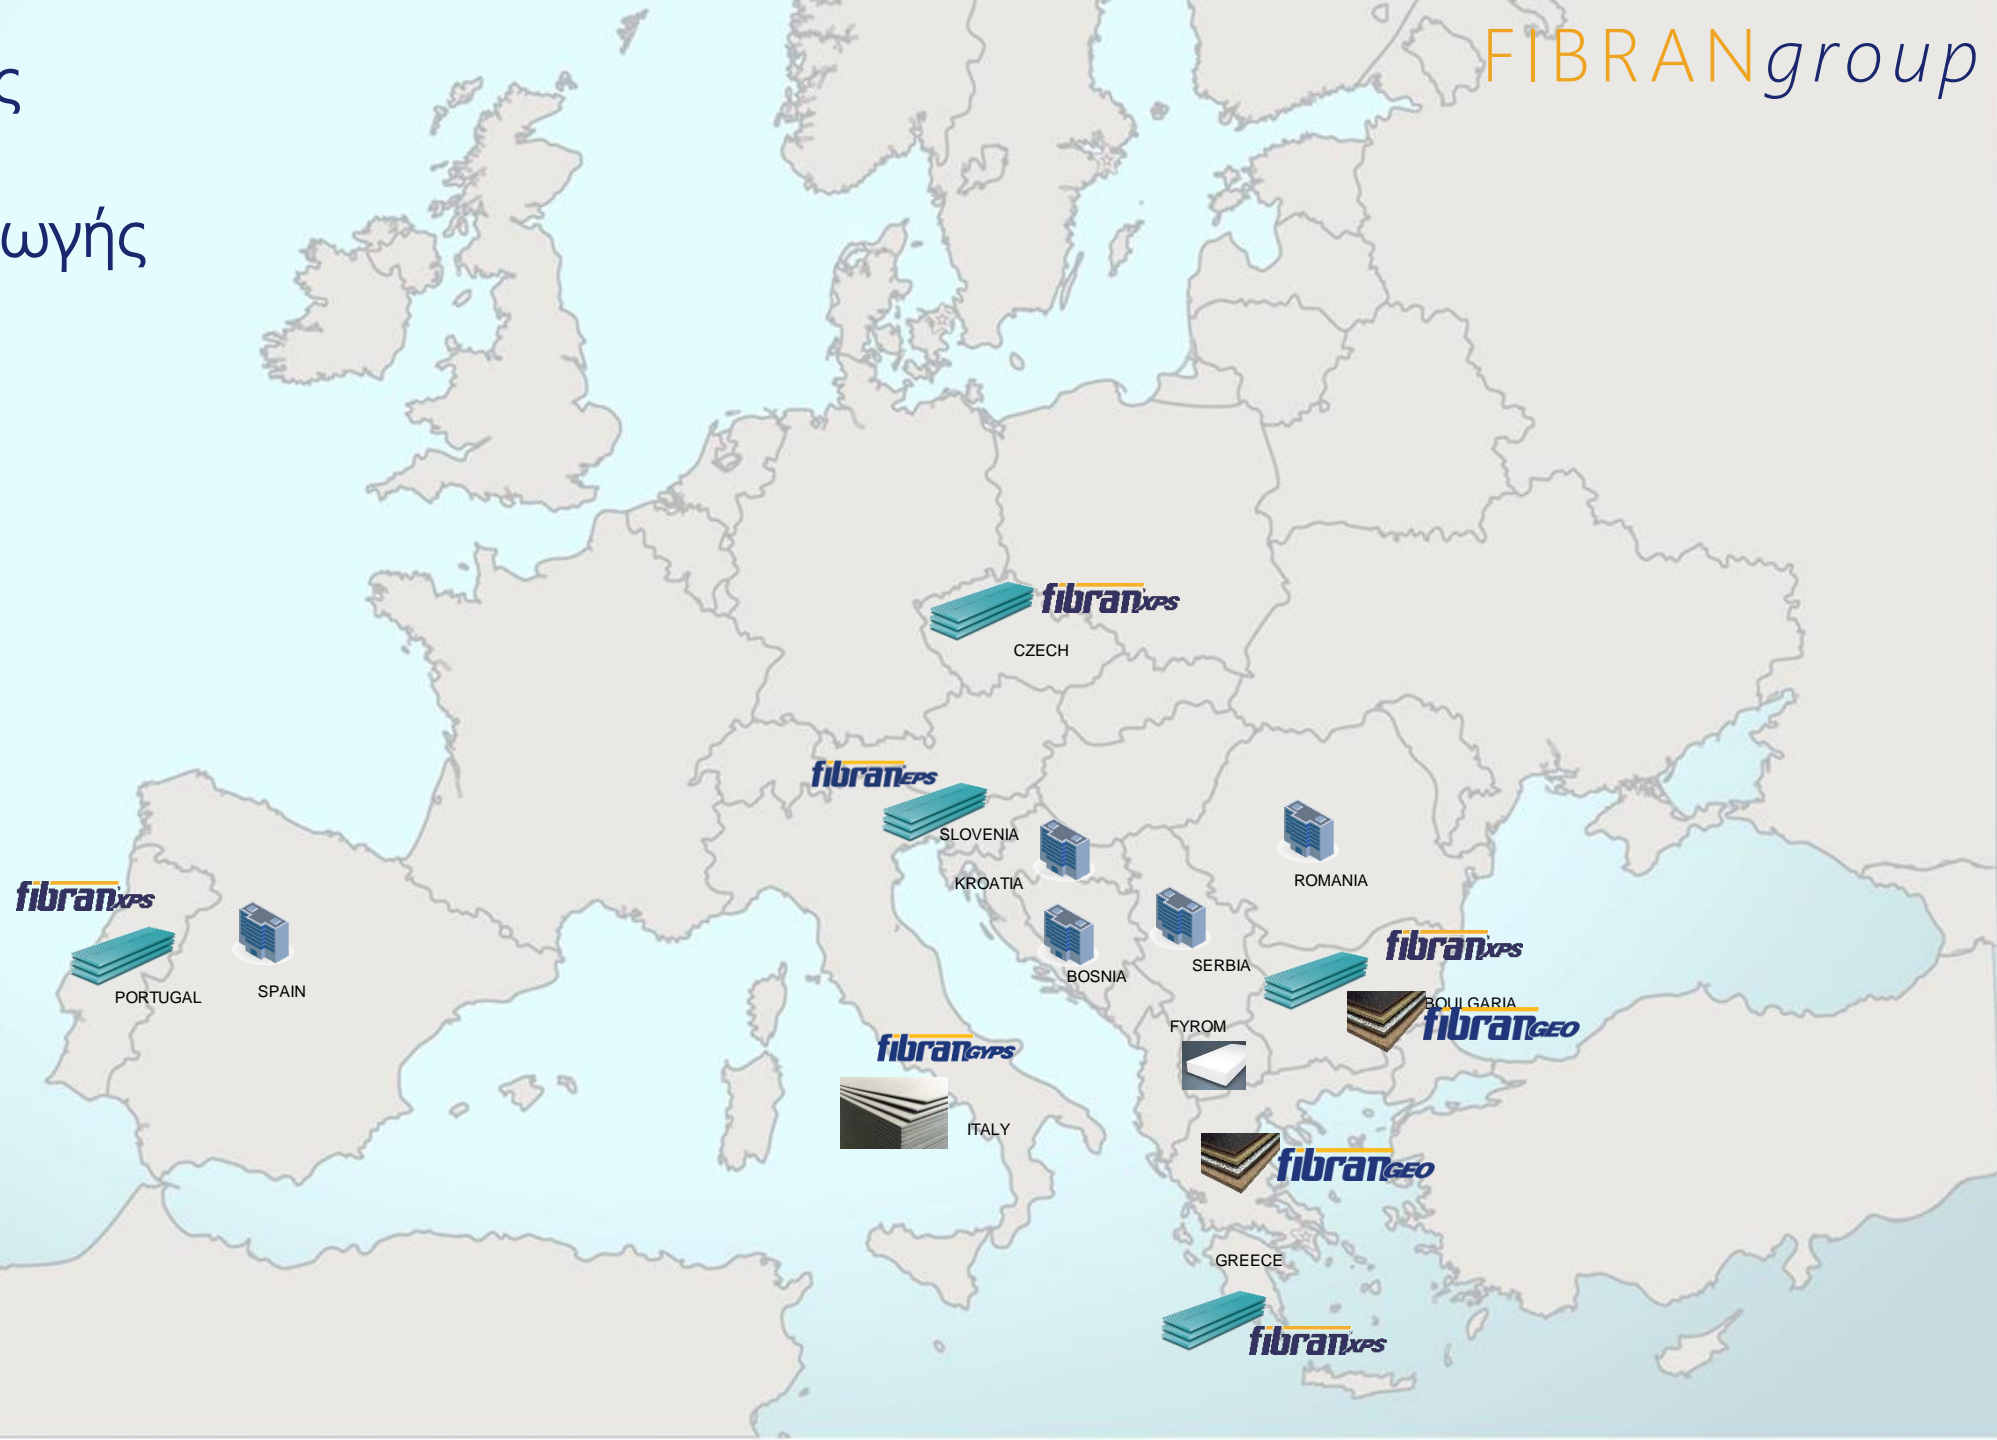 FIBRANgroup
ς
ωγής
fibranXPS
CZECH
fibranEPS
SLOVENIA
KROATIA
ROMANIA
fibranXPS
PORTUGAL
SPAIN
BOSNIA
SERBIA
fibranXPS
BOULGARIA
fibranGEO
FYROM
fibranGYPS
ITALY
fibranGEO
GREECE
fibranXPS